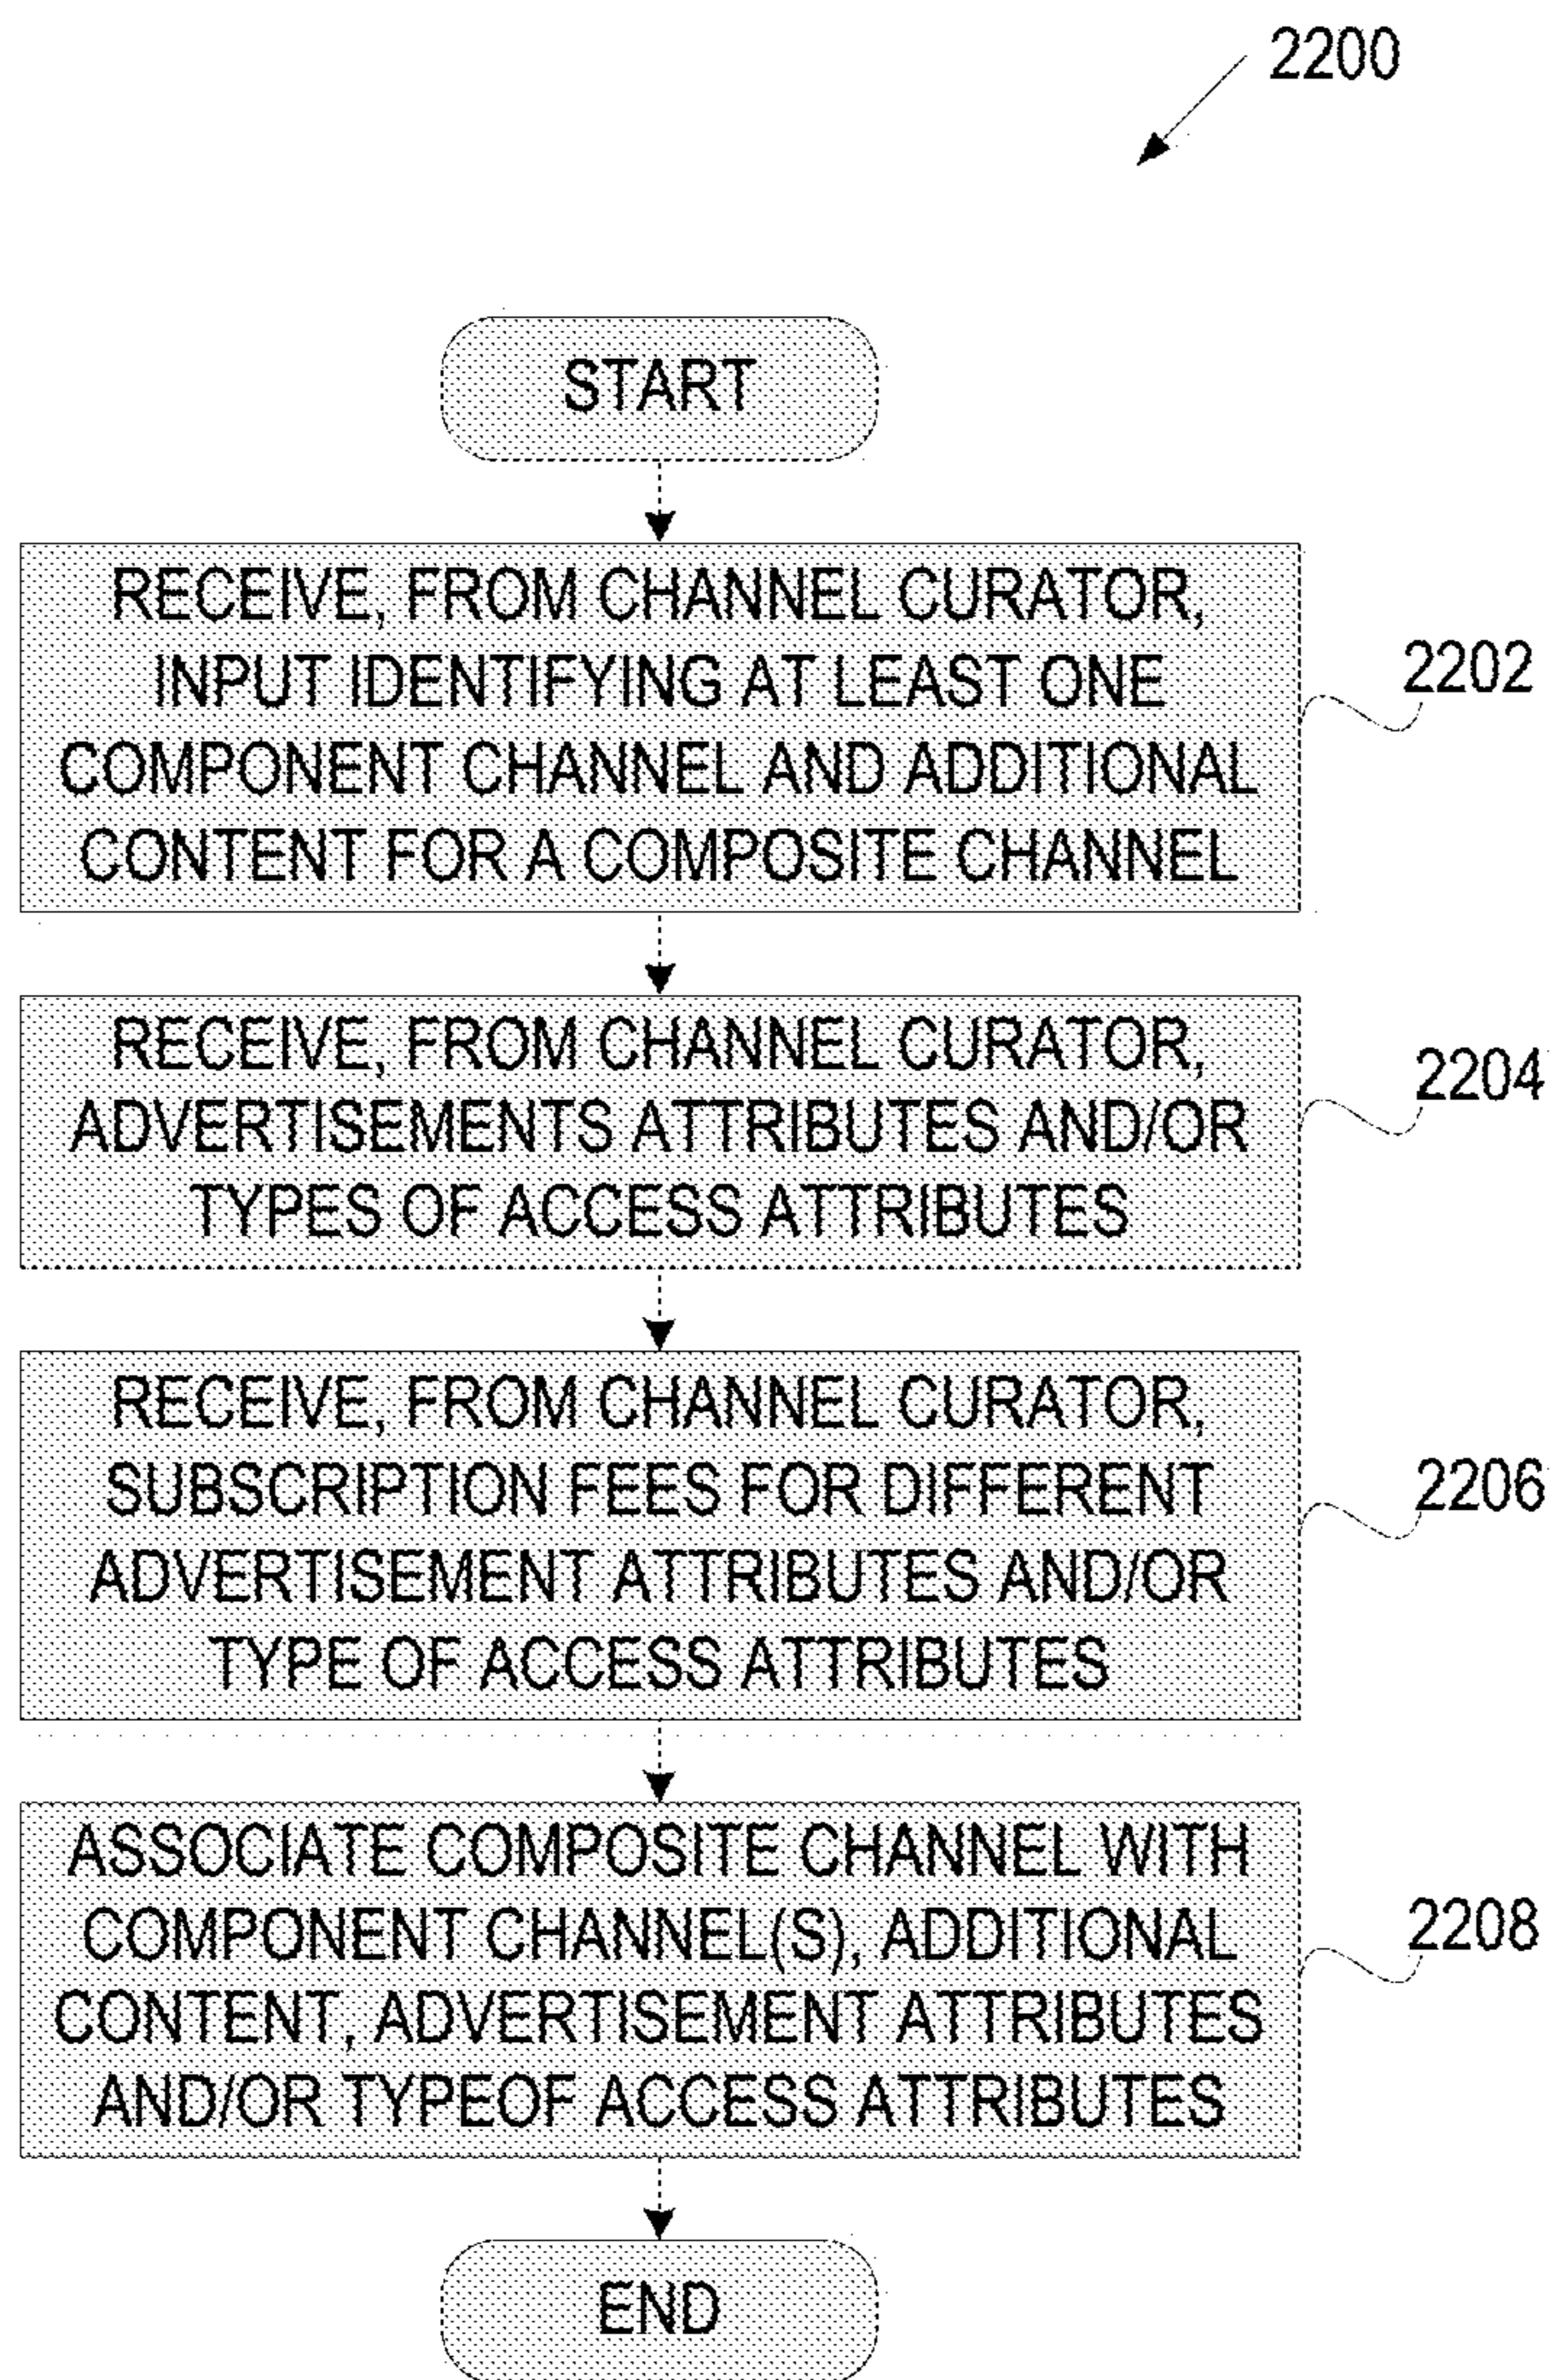 2200
START
RECEIVE, FROM CHANNEL CURATOR,
INPUT IDENTIFYING AT LEAST ONE
COMPONENT CHANNEL AND ADDITIONAL
CONTENT FOR A COMPOSITE CHANNEL
2202
RECEIVE, FROM CHANNEL CURATOR,
ADVERTISEMENTS ATTRIBUTES AND/OR
TYPES OF ACCESS ATTRIBUTES
2204
RECEIVE, FROM CHANNEL CURATOR,
SUBSCRIPTION FEES FOR DIFFERENT
ADVERTISEMENT ATTRIBUTES AND/OR
TYPE OF ACCESS ATTRIBUTES
2206
ASSOCIATE COMPOSITE CHANNEL WITH
COMPONENT CHANNEL(S), ADDITIONAL
CONTENT, ADVERTISEMENT ATTRIBUTES
AND/OR TYPEOF ACCESS ATTRIBUTES
2208
END